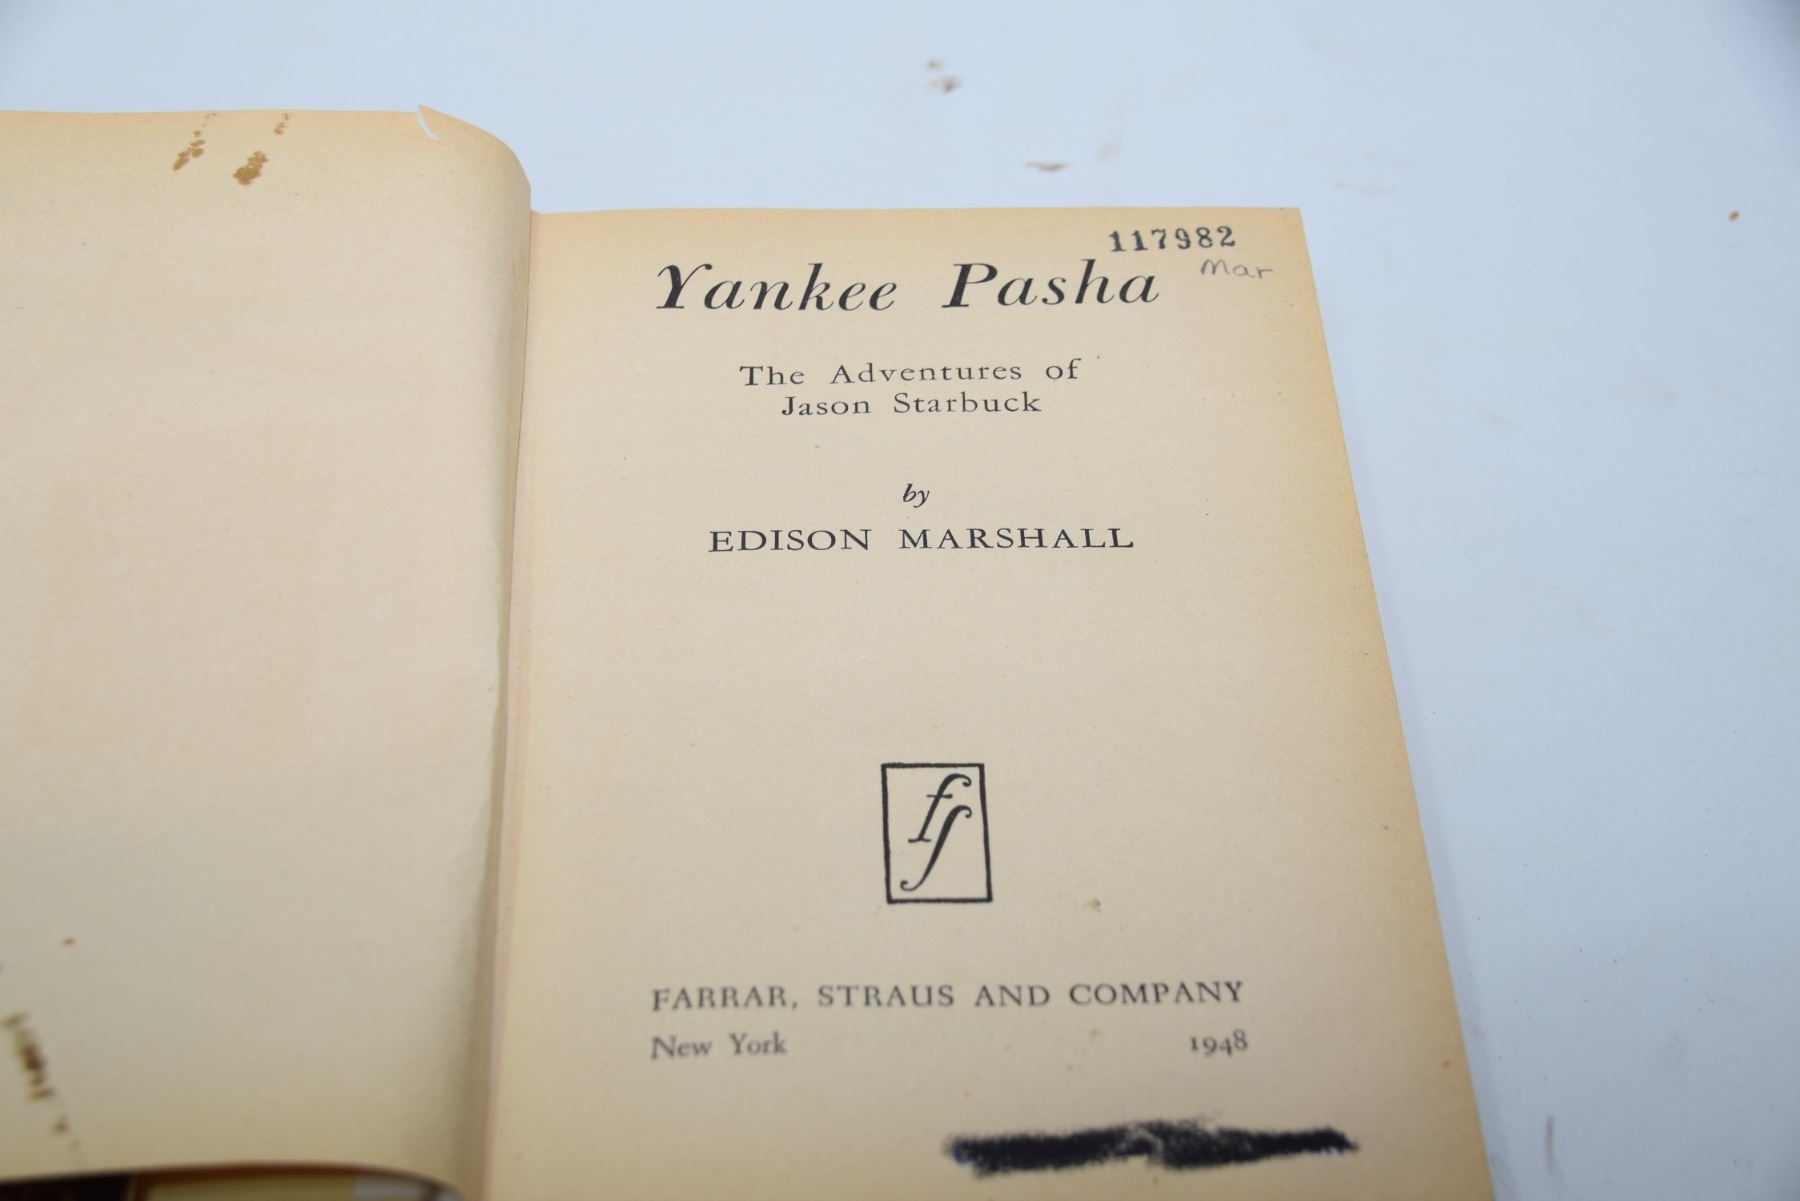 117982
Mar
Yankee Pasha
The Adventures of
Jason Starbuck
by
EDISON MARSHALL
fs
FARRAR, STRAUS AND COMPANY
New York 1948